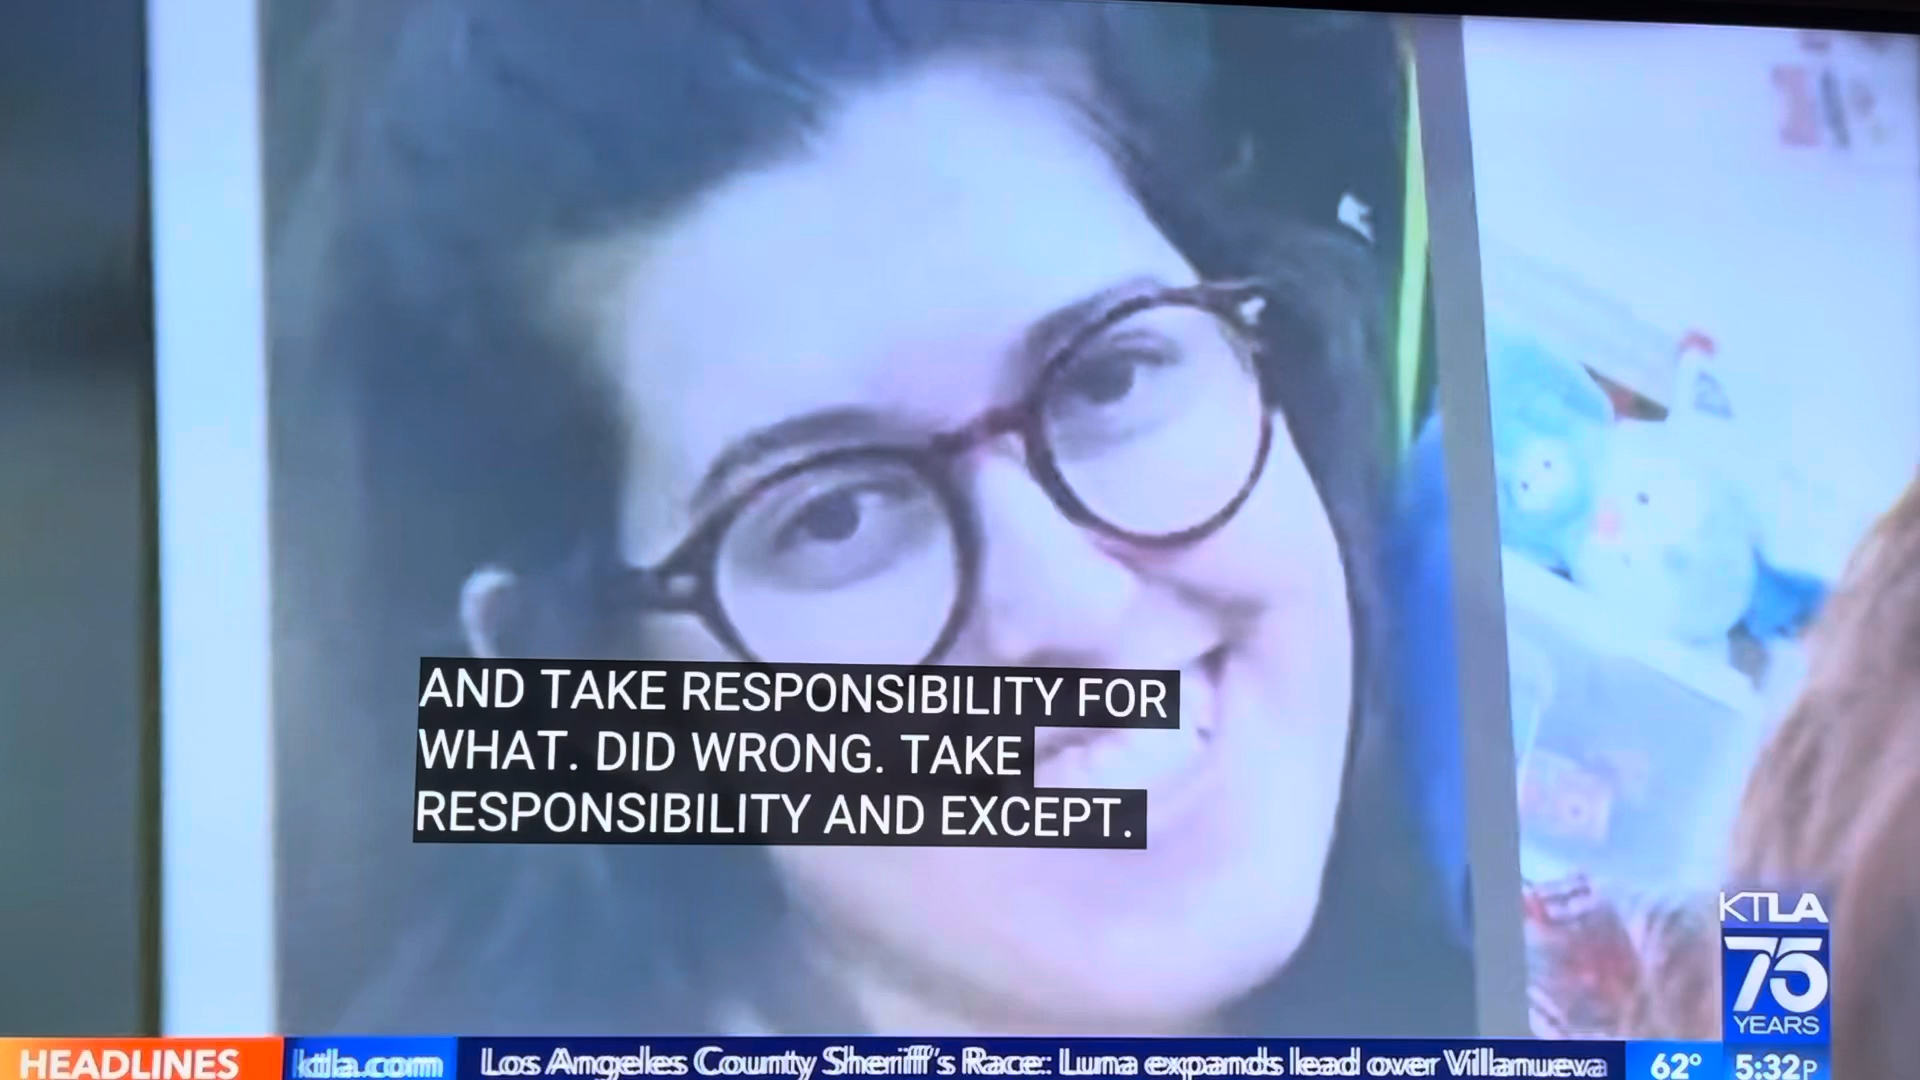 AND TAKE RESPONSIBILITY FOR
WHAT. DID WRONG. TAKE
RESPONSIBILITY AND EXCEPT.
KTLA
75
YEARS
HEADLINES ktla.com Los Angeles County Sheriff's Race: Luna expands lead over Villanueva 62° 5:32P